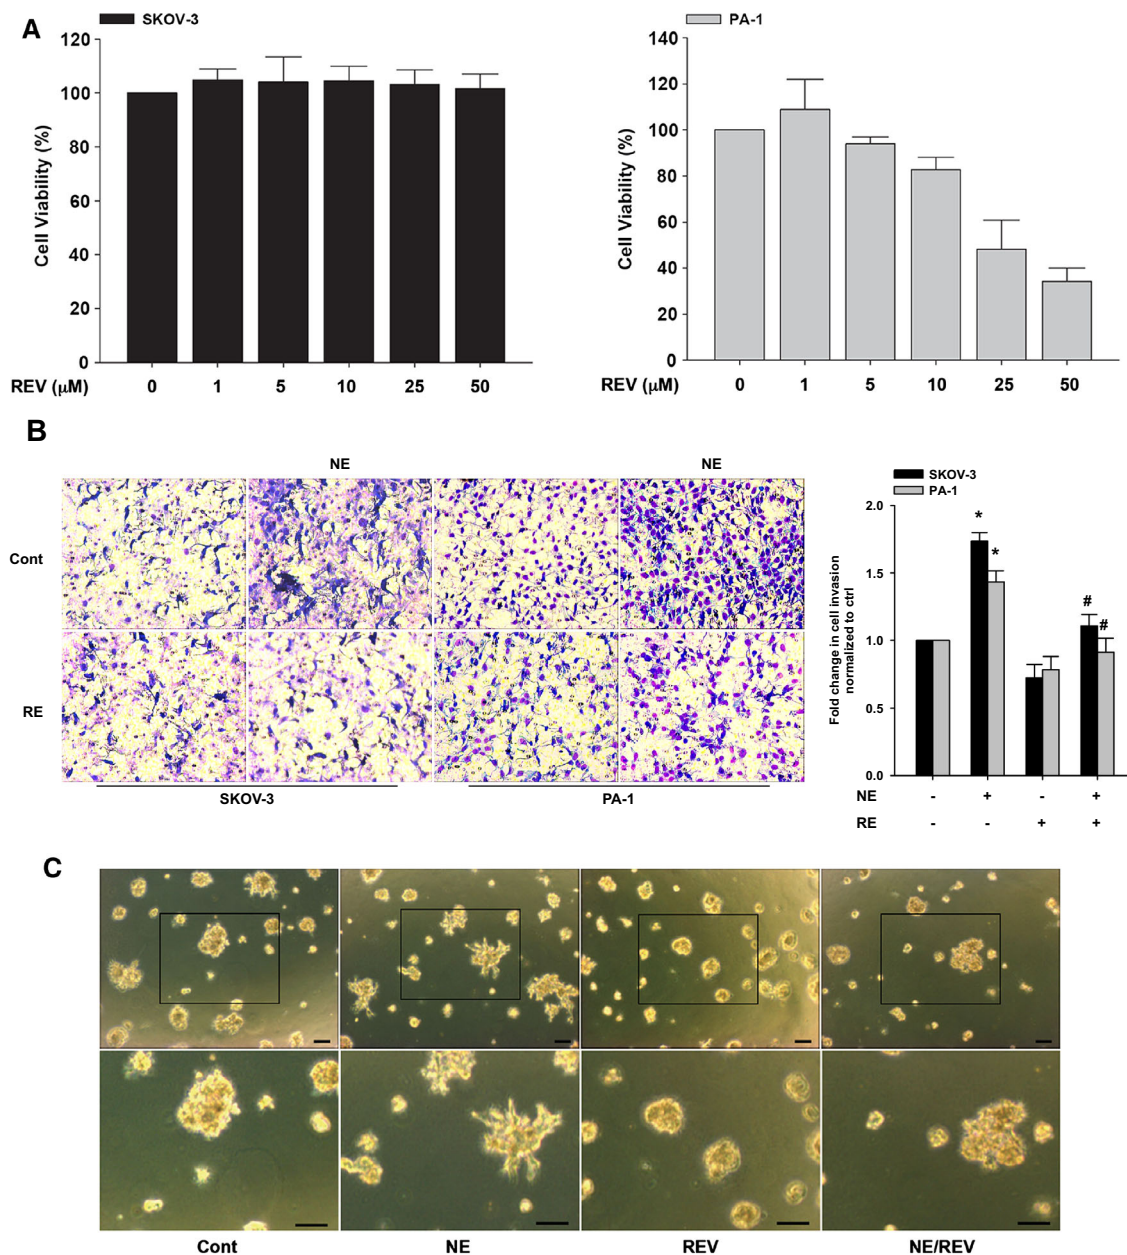 A
SKOV-3
Cell Viability (%)
120
100
80
60
40
20
0
REV (µM) 0 1 5 10 25 50
PA-1
Cell Viability (%)
140
120
100
80
60
40
20
0
REV (µM) 0 1 5 10 25 50
B
NE NE
Cont
RE
SKOV-3 PA-1
SKOV-3
PA-1
Fold change in cell invasion
normalized to ctrl
2.0
1.5
1.0
0.5
0.0
* * # #
NE - + - +
RE - - + +
C
Cont NE REV NE/REV